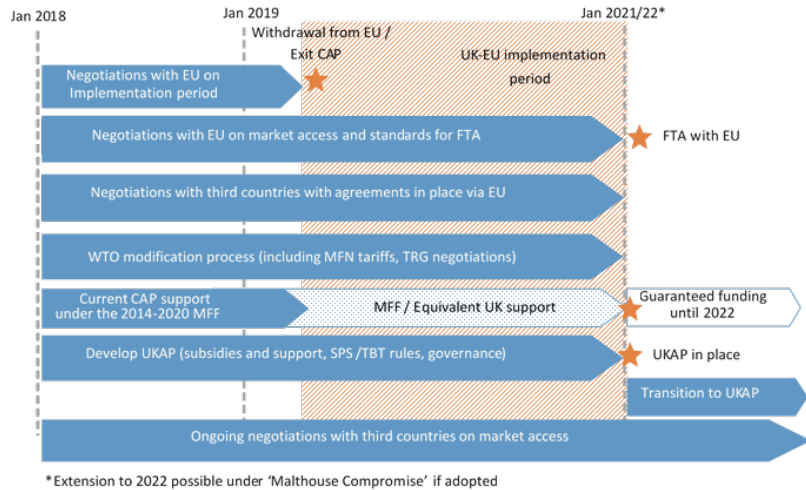 Jan 2018
Jan 2019
Jan 2021/22*
Withdrawal from EU /
Exit CAP
UK-EU implementation
period
Negotiations with EU on
Implementation period
Negotiations with EU on market access and standards for FTA
FTA with EU
Negotiations with third countries with agreements in place via EU
WTO modification process (including MFN tariffs, TRG negotiations)
Current CAP support
under the 2014-2020 MFF
MFF / Equivalent UK support
Guaranteed funding
until 2022
Develop UKAP (subsidies and support, SPS /TBT rules, governance)
UKAP in place
Transition to UKAP
Ongoing negotiations with third countries on market access
*Extension to 2022 possible under ‘Malthouse Compromise’ if adopted